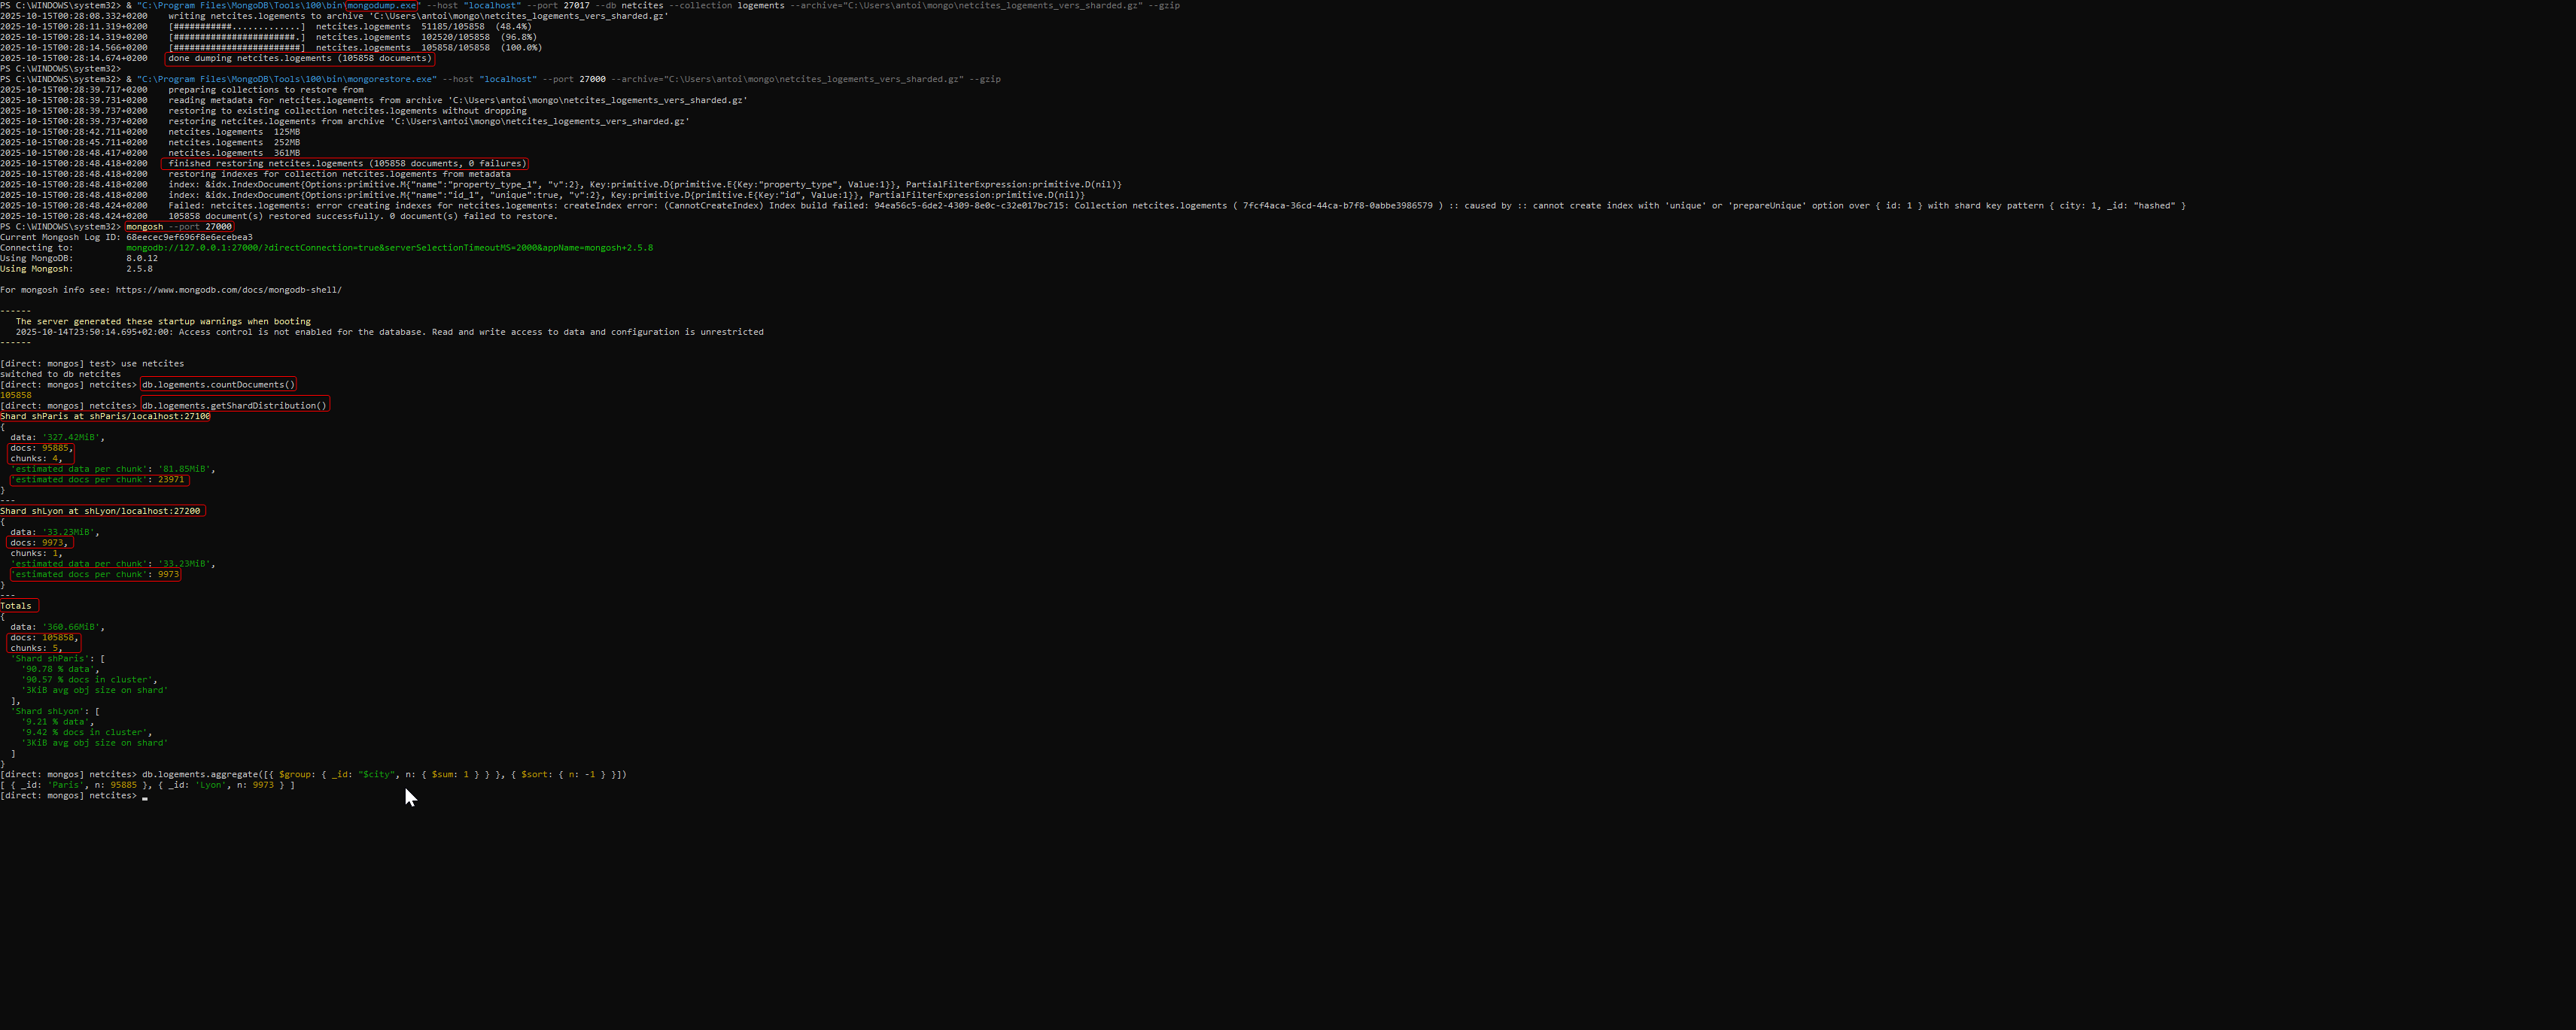 PS C:\WINDOWS\system32> & "C:\Program Files\MongoDB\Tools\100\bin\mongodump.exe" --host "localhost" --port 27017 --db netcites --collection logements --archive="C:\Users\antoi\mongo\netcites_logements_vers_sharded.gz" --gzip
2025-10-15T00:28:08.332+0200    writing netcites.logements to archive 'C:\Users\antoi\mongo\netcites_logements_vers_sharded.gz'
2025-10-15T00:28:11.319+0200    [###########.............]  netcites.logements  51185/105858  (48.4%)
2025-10-15T00:28:14.319+0200    [#######################.]  netcites.logements  102520/105858  (96.8%)
2025-10-15T00:28:14.566+0200    [########################]  netcites.logements  105858/105858  (100.0%)
2025-10-15T00:28:14.674+0200    done dumping netcites.logements (105858 documents)
PS C:\WINDOWS\system32>
PS C:\WINDOWS\system32> & "C:\Program Files\MongoDB\Tools\100\bin\mongorestore.exe" --host "localhost" --port 27000 --archive="C:\Users\antoi\mongo\netcites_logements_vers_sharded.gz" --gzip
2025-10-15T00:28:39.717+0200    preparing collections to restore from
2025-10-15T00:28:39.731+0200    reading metadata for netcites.logements from archive 'C:\Users\antoi\mongo\netcites_logements_vers_sharded.gz'
2025-10-15T00:28:39.737+0200    restoring to existing collection netcites.logements without dropping
2025-10-15T00:28:39.737+0200    restoring netcites.logements from archive 'C:\Users\antoi\mongo\netcites_logements_vers_sharded.gz'
2025-10-15T00:28:42.711+0200    netcites.logements  125MB
2025-10-15T00:28:45.711+0200    netcites.logements  252MB
2025-10-15T00:28:48.417+0200    netcites.logements  361MB
2025-10-15T00:28:48.418+0200    finished restoring netcites.logements (105858 documents, 0 failures)
2025-10-15T00:28:48.418+0200    restoring indexes for collection netcites.logements from metadata
2025-10-15T00:28:48.418+0200    index: &idx.IndexDocument{Options:primitive.M{"name":"property_type_1", "v":2}, Key:primitive.D{primitive.E{Key:"property_type", Value:1}}, PartialFilterExpression:primitive.D(nil)}
2025-10-15T00:28:48.418+0200    index: &idx.IndexDocument{Options:primitive.M{"name":"id_1", "unique":true, "v":2}, Key:primitive.D{primitive.E{Key:"id", Value:1}}, PartialFilterExpression:primitive.D(nil)}
2025-10-15T00:28:48.424+0200    Failed: netcites.logements: error creating indexes for netcites.logements: createIndex error: (CannotCreateIndex) Index build failed: 94ea56c5-6de2-4309-8e0c-c32e017bc715: Collection netcites.logements ( 7fcf4aca-36cd-44ca-b7f8-0abbe3986579 ) :: caused by :: cannot create index with 'unique' or 'prepareUnique' option over { id: 1 } with shard key pattern { city: 1, _id: "hashed" }
2025-10-15T00:28:48.424+0200    105858 document(s) restored successfully. 0 document(s) failed to restore.
PS C:\WINDOWS\system32> mongosh --port 27000
Current Mongosh Log ID: 68eecec9ef696f8e6ecebea3
Connecting to:          mongodb://127.0.0.1:27000/?directConnection=true&serverSelectionTimeoutMS=2000&appName=mongosh+2.5.8
Using MongoDB:          8.0.12
Using Mongosh:          2.5.8
For mongosh info see: https://www.mongodb.com/docs/mongodb-shell/
------
   The server generated these startup warnings when booting
   2025-10-14T23:50:14.695+02:00: Access control is not enabled for the database. Read and write access to data and configuration is unrestricted
------
[direct: mongos] test> use netcites
switched to db netcites
[direct: mongos] netcites> db.logements.countDocuments()
105858
[direct: mongos] netcites> db.logements.getShardDistribution()
Shard shParis at shParis/localhost:27100
{
  data: '327.42MiB',
  docs: 95885,
  chunks: 4,
  'estimated data per chunk': '81.85MiB',
  'estimated docs per chunk': 23971
}
---
Shard shLyon at shLyon/localhost:27200
{
  data: '33.23MiB',
  docs: 9973,
  chunks: 1,
  'estimated data per chunk': '33.23MiB',
  'estimated docs per chunk': 9973
}
---
Totals
{
  data: '360.66MiB',
  docs: 105858,
  chunks: 5,
  'Shard shParis': [
    '90.78 % data',
    '90.57 % docs in cluster',
    '3KiB avg obj size on shard'
  ],
  'Shard shLyon': [
    '9.21 % data',
    '9.42 % docs in cluster',
    '3KiB avg obj size on shard'
  ]
}
[direct: mongos] netcites> db.logements.aggregate([{ $group: { _id: "$city", n: { $sum: 1 } } }, { $sort: { n: -1 } }])
[ { _id: 'Paris', n: 95885 }, { _id: 'Lyon', n: 9973 } ]
[direct: mongos] netcites>